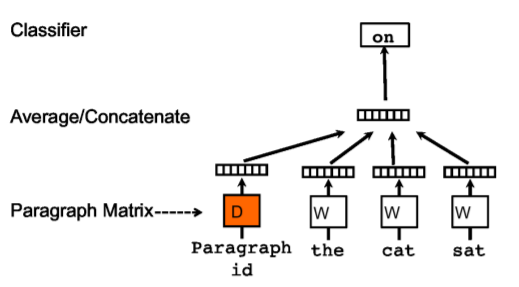 Classifier
on
Average/Concatenate
Paragraph Matrix
D
W
W
W
Paragraph
id
the
cat
sat